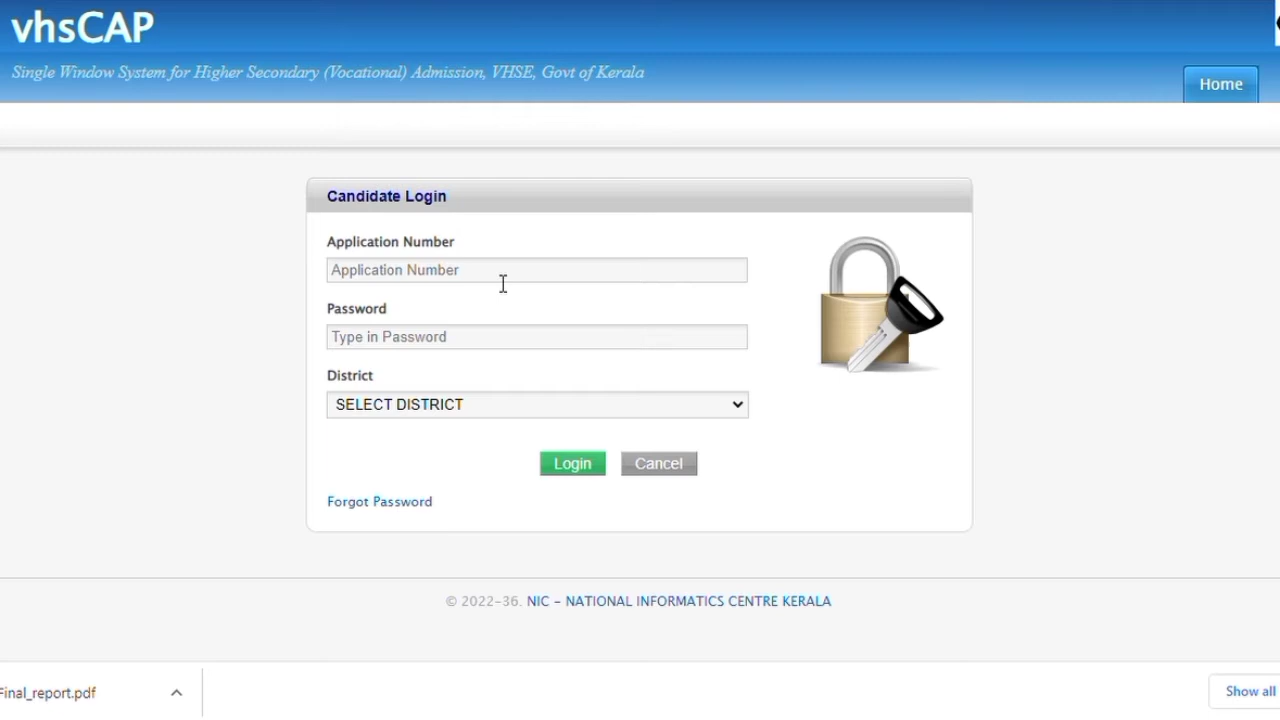 vhsCAP
Single Window System for Higher Secondary (Vocational) Admission, VHSE, Govt of Kerala
Home
Candidate Login
Application Number
Application Number
Password
Type in Password
District
SELECT DISTRICT
Login Cancel
Forgot Password
© 2022-36. NIC - NATIONAL INFORMATICS CENTRE KERALA
Final_report.pdf
Show all